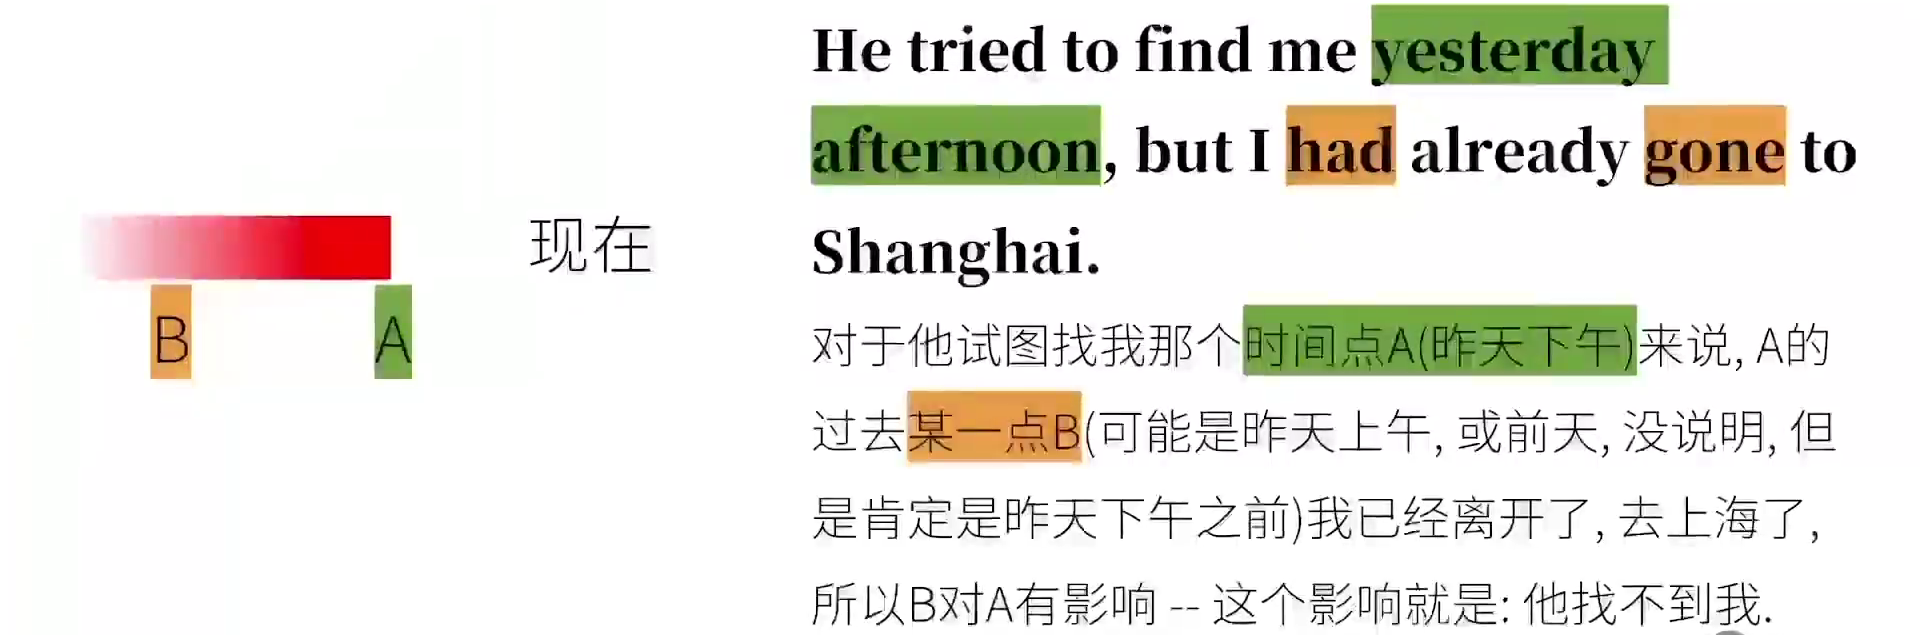 现在
B
A
He tried to find me yesterday
afternoon, but I had already gone to
Shanghai.
对于他试图找我那个时间点A(昨天下午)来说, A的
过去某一点B(可能是昨天上午, 或前天, 没说明, 但
是肯定是昨天下午之前)我已经离开了, 去上海了,
所以B对A有影响 -- 这个影响就是: 他找不到我.